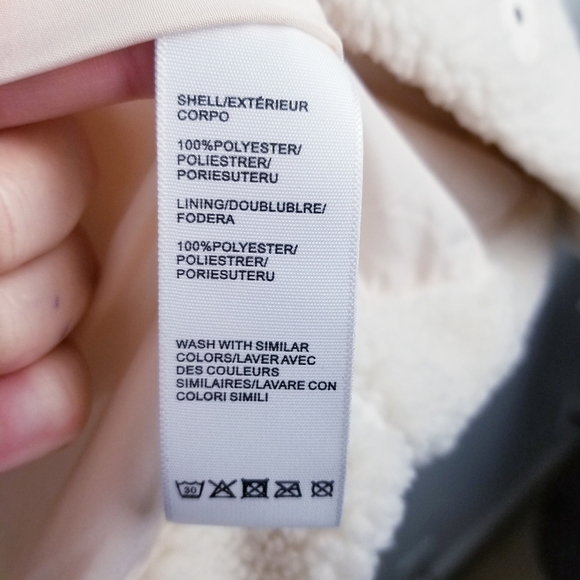 SHELL/EXTÉRIEUR
CORPO
100%POLYESTER/
POLIESTRER/
PORIESUTERU
LINING/DOUBLUBLRE/
FODERA
100%POLYESTER/
POLIESTRER/
PORIESUTERU
WASH WITH SIMILAR
COLORS/LAVER AVEC
DES COULEURS
SIMILAIRES/LAVARE CON
COLORI SIMILI
30